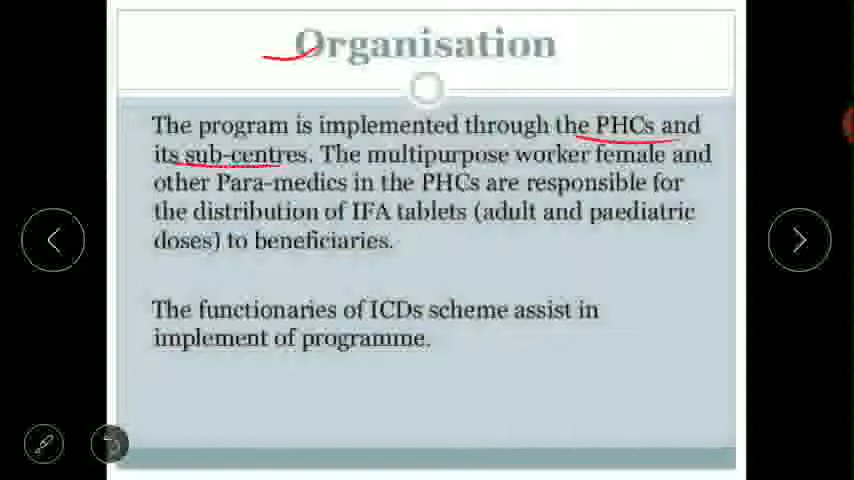 Organisation
The program is implemented through the PHCs and
its sub-centres. The multipurpose worker female and
other Para-medics in the PHCs are responsible for
the distribution of IFA tablets (adult and paediatric
doses) to beneficiaries.
The functionaries of ICDs scheme assist in
implement of programme.